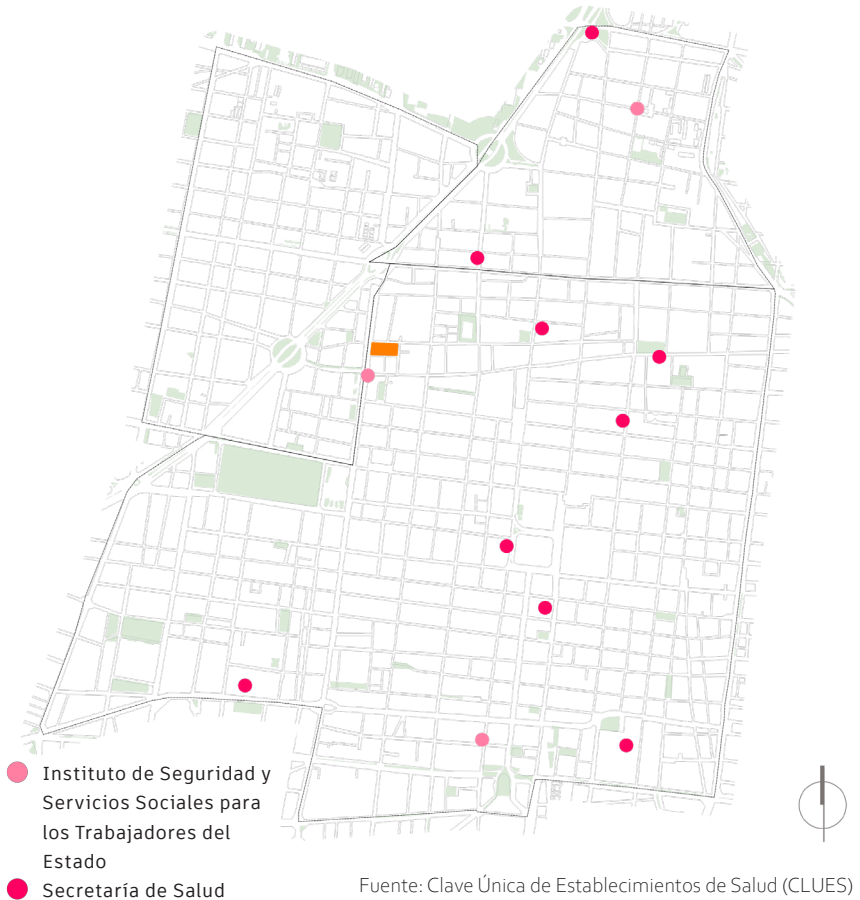 Instituto de Seguridad y
Servicios Sociales para
los Trabajadores del
Estado
Secretaría de Salud
Fuente: Clave Única de Establecimientos de Salud (CLUES)